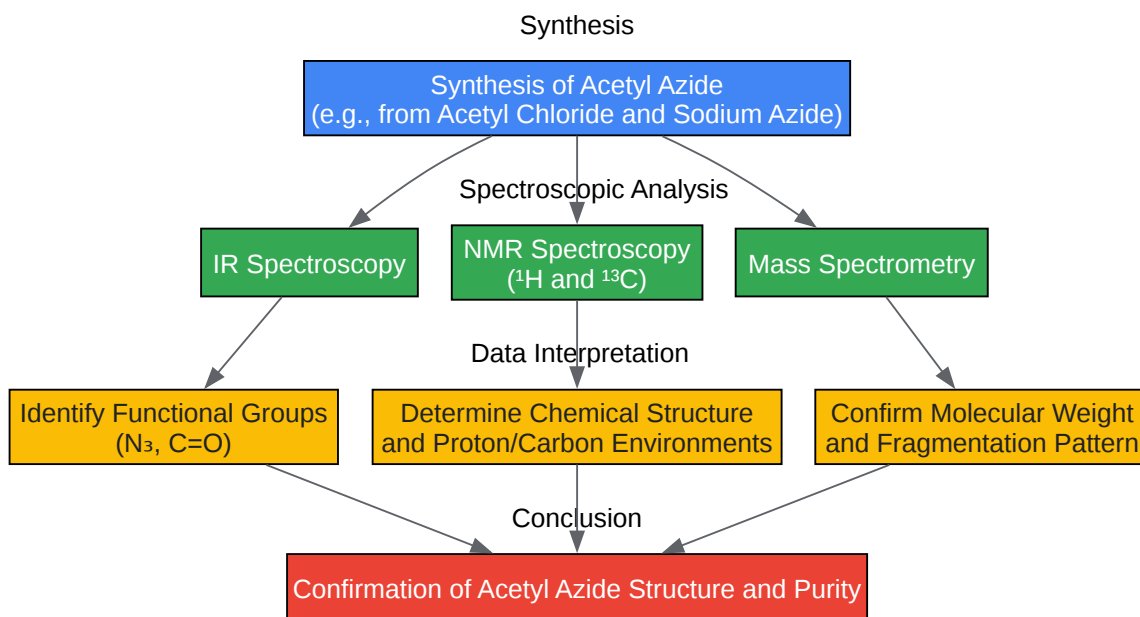 Synthesis
Synthesis of Acetyl Azide
(e.g., from Acetyl Chloride and Sodium Azide)
Spectroscopic Analysis
IR Spectroscopy
NMR Spectroscopy
(¹H and ¹³C)
Mass Spectrometry
Data Interpretation
Identify Functional Groups
(N₃, C=O)
Determine Chemical Structure
and Proton/Carbon Environments
Confirm Molecular Weight
and Fragmentation Pattern
Conclusion
Confirmation of Acetyl Azide Structure and Purity